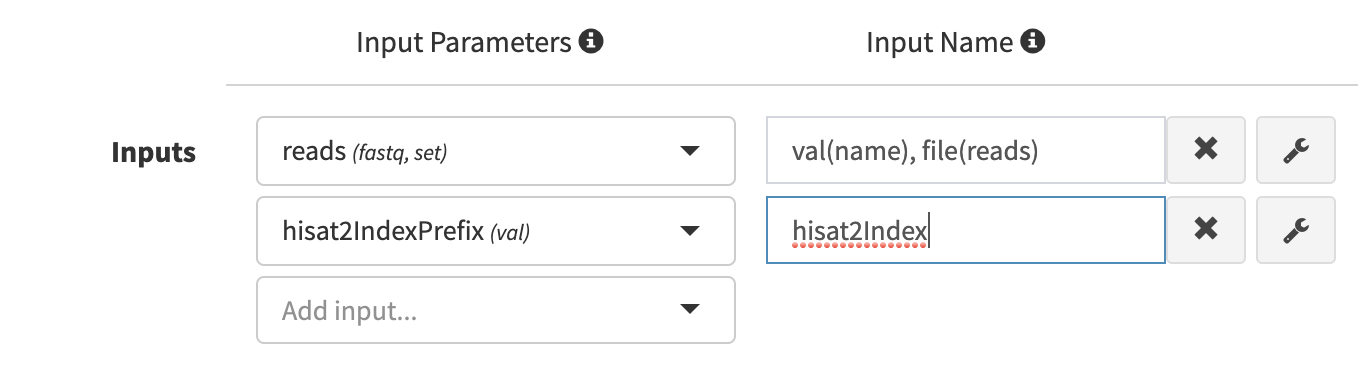 Input Parameters Input Name
Inputs reads (fastq, set) val(name), file(reads)
hisat2IndexPrefix (val) hisat2Index
Add input...